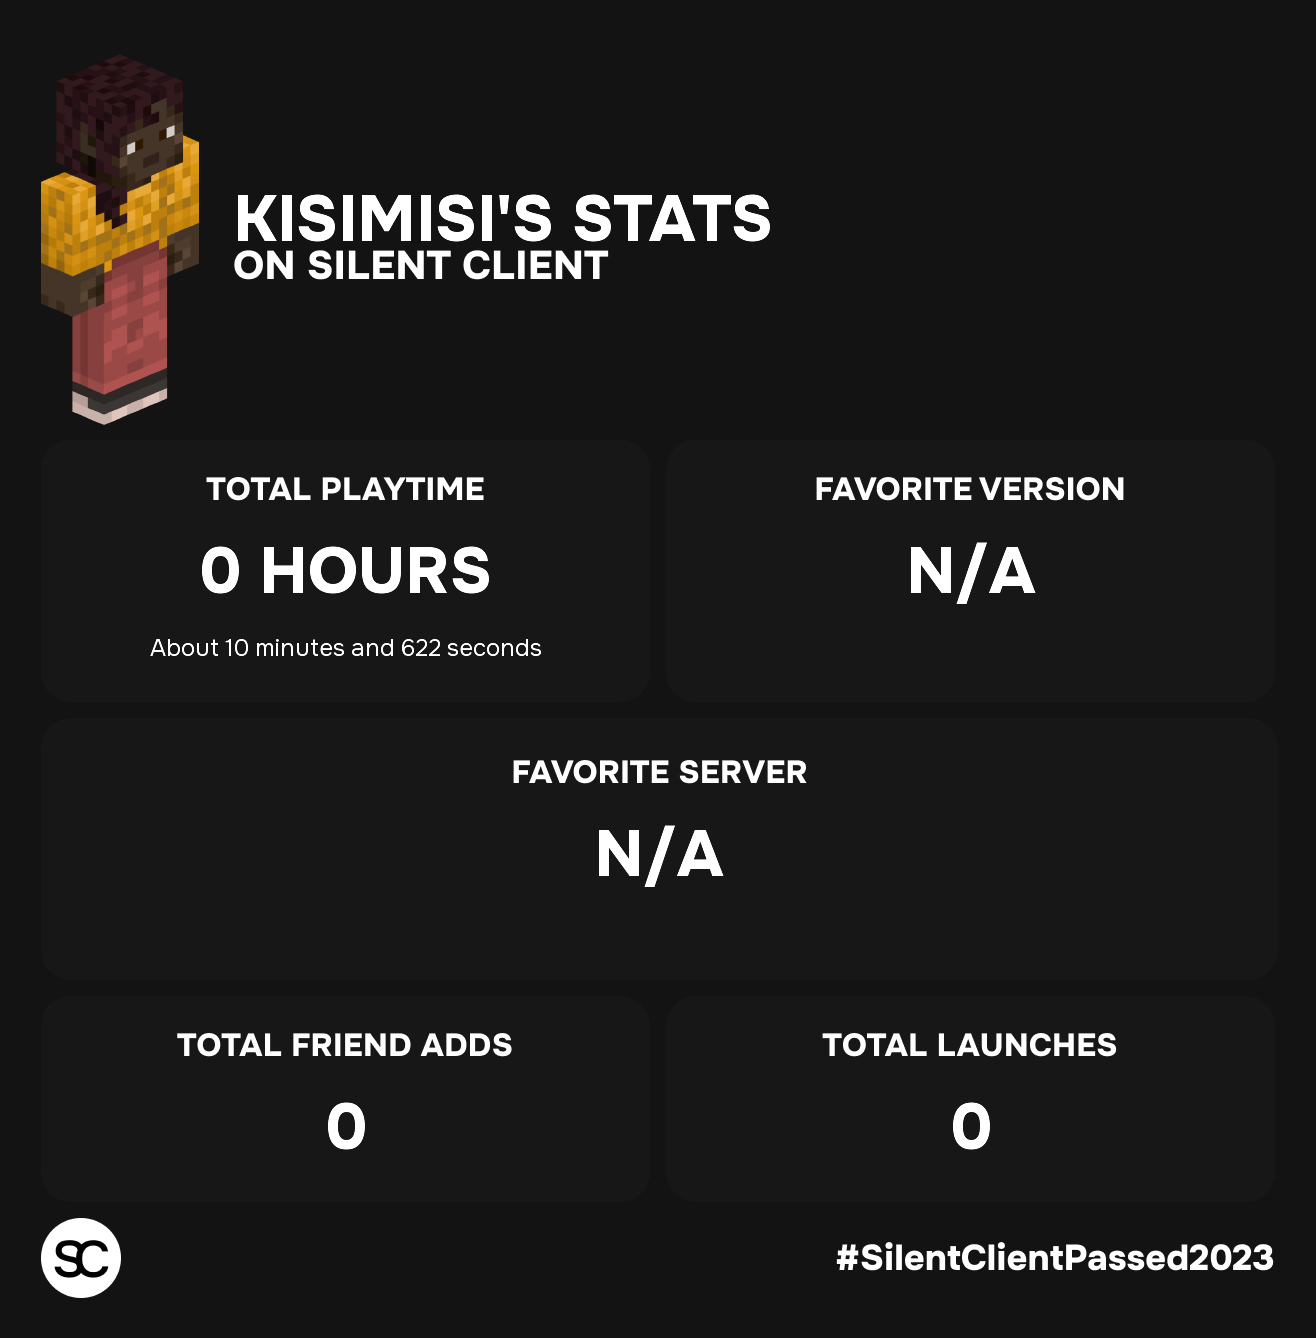 KISIMISI'S STATS
ON SILENT CLIENT
TOTAL PLAYTIME
0 HOURS
About 10 minutes and 622 seconds
FAVORITE VERSION
N/A
FAVORITE SERVER
N/A
TOTAL FRIEND ADDS
0
TOTAL LAUNCHES
0
SC
#SilentClientPassed2023